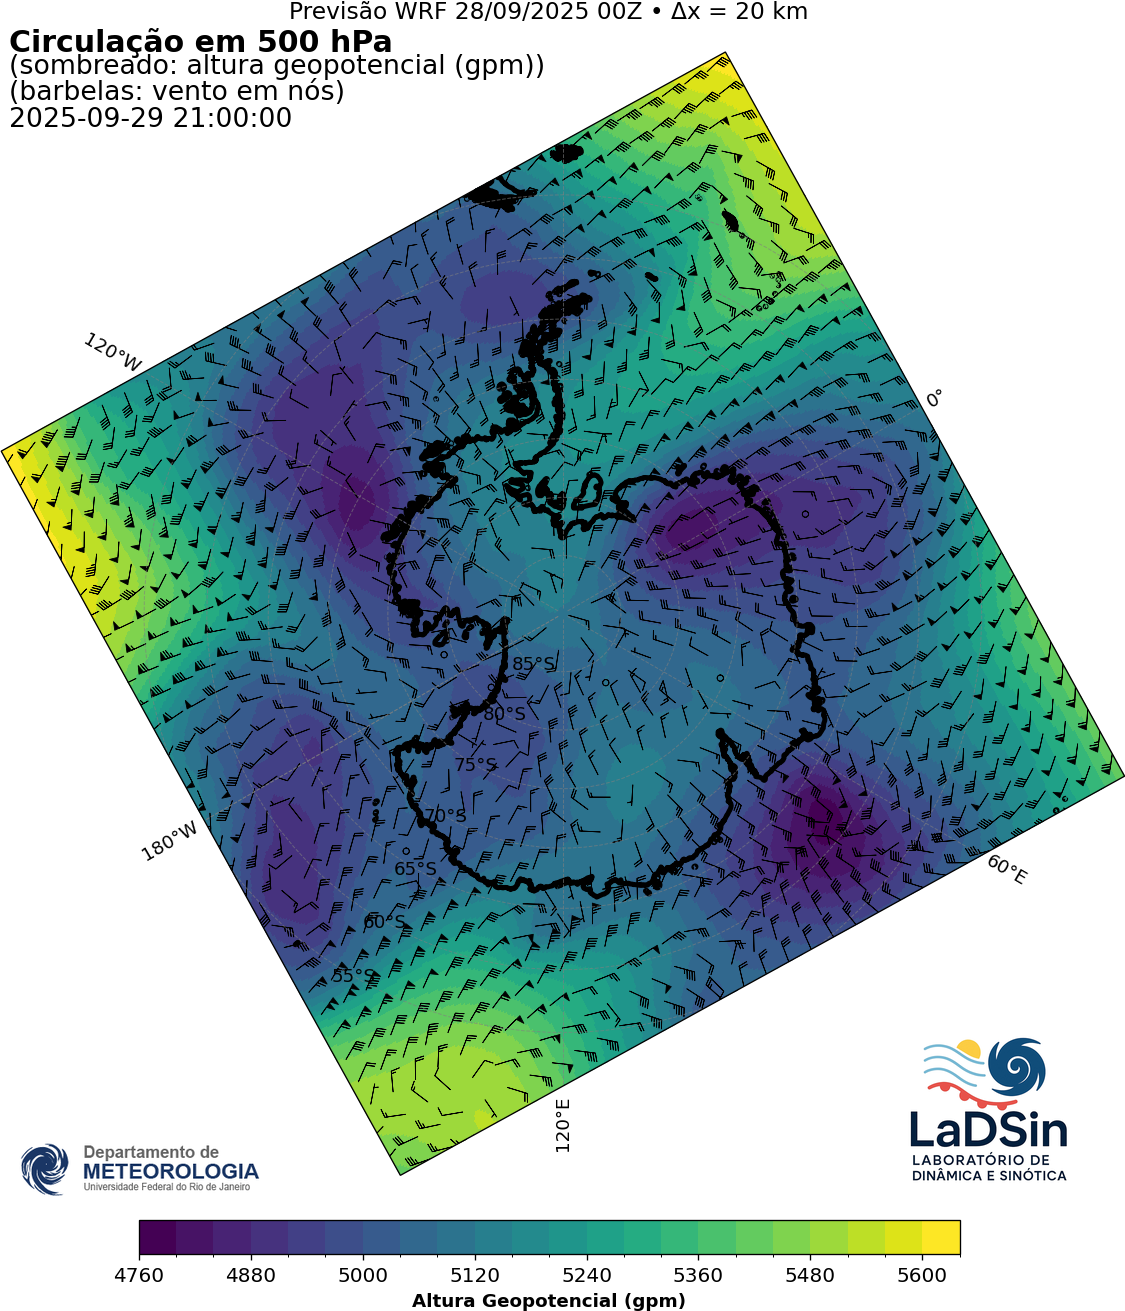 Previsão WRF 28/09/2025 00Z • Δx = 20 km
Circulação em 500 hPa
(sombreado: altura geopotencial (gpm))
(barbelas: vento em nós)
2025-09-29 21:00:00
120°W
0°
85°S
80°S
75°S
70°S
65°S
60°S
55°S
180°W
60°E
120°E
Departamento de
METEOROLOGIA
Universidade Federal do Rio de Janeiro
LaDSin
LABORATÓRIO DE
DINÂMICA E SINÓTICA
4760 4880 5000 5120 5240 5360 5480 5600
Altura Geopotencial (gpm)